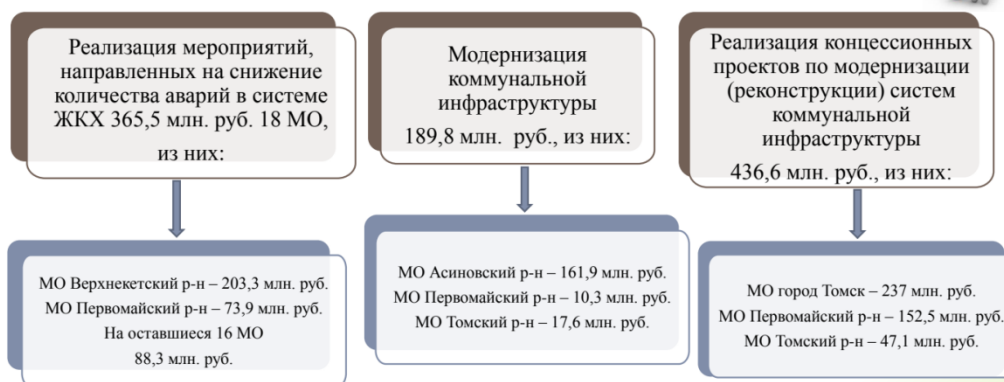 Реализация мероприятий,
направленных на снижение
количества аварий в системе
ЖКХ 365,5 млн. руб. 18 МО,
из них:
МО Верхнекетский р-н – 203,3 млн. руб.
МО Первомайский р-н – 73,9 млн. руб.
На оставшиеся 16 МО
88,3 млн. руб.
Модернизация
коммунальной
инфраструктуры
189,8 млн. руб., из них:
МО Асиновский р-н – 161,9 млн. руб.
МО Первомайский р-н – 10,3 млн. руб.
МО Томский р-н – 17,6 млн. руб.
Реализация концессионных
проектов по модернизации
(реконструкции) систем
коммунальной
инфраструктуры
436,6 млн. руб., из них:
МО город Томск – 237 млн. руб.
МО Первомайский р-н – 152,5 млн. руб.
МО Томский р-н – 47,1 млн. руб.